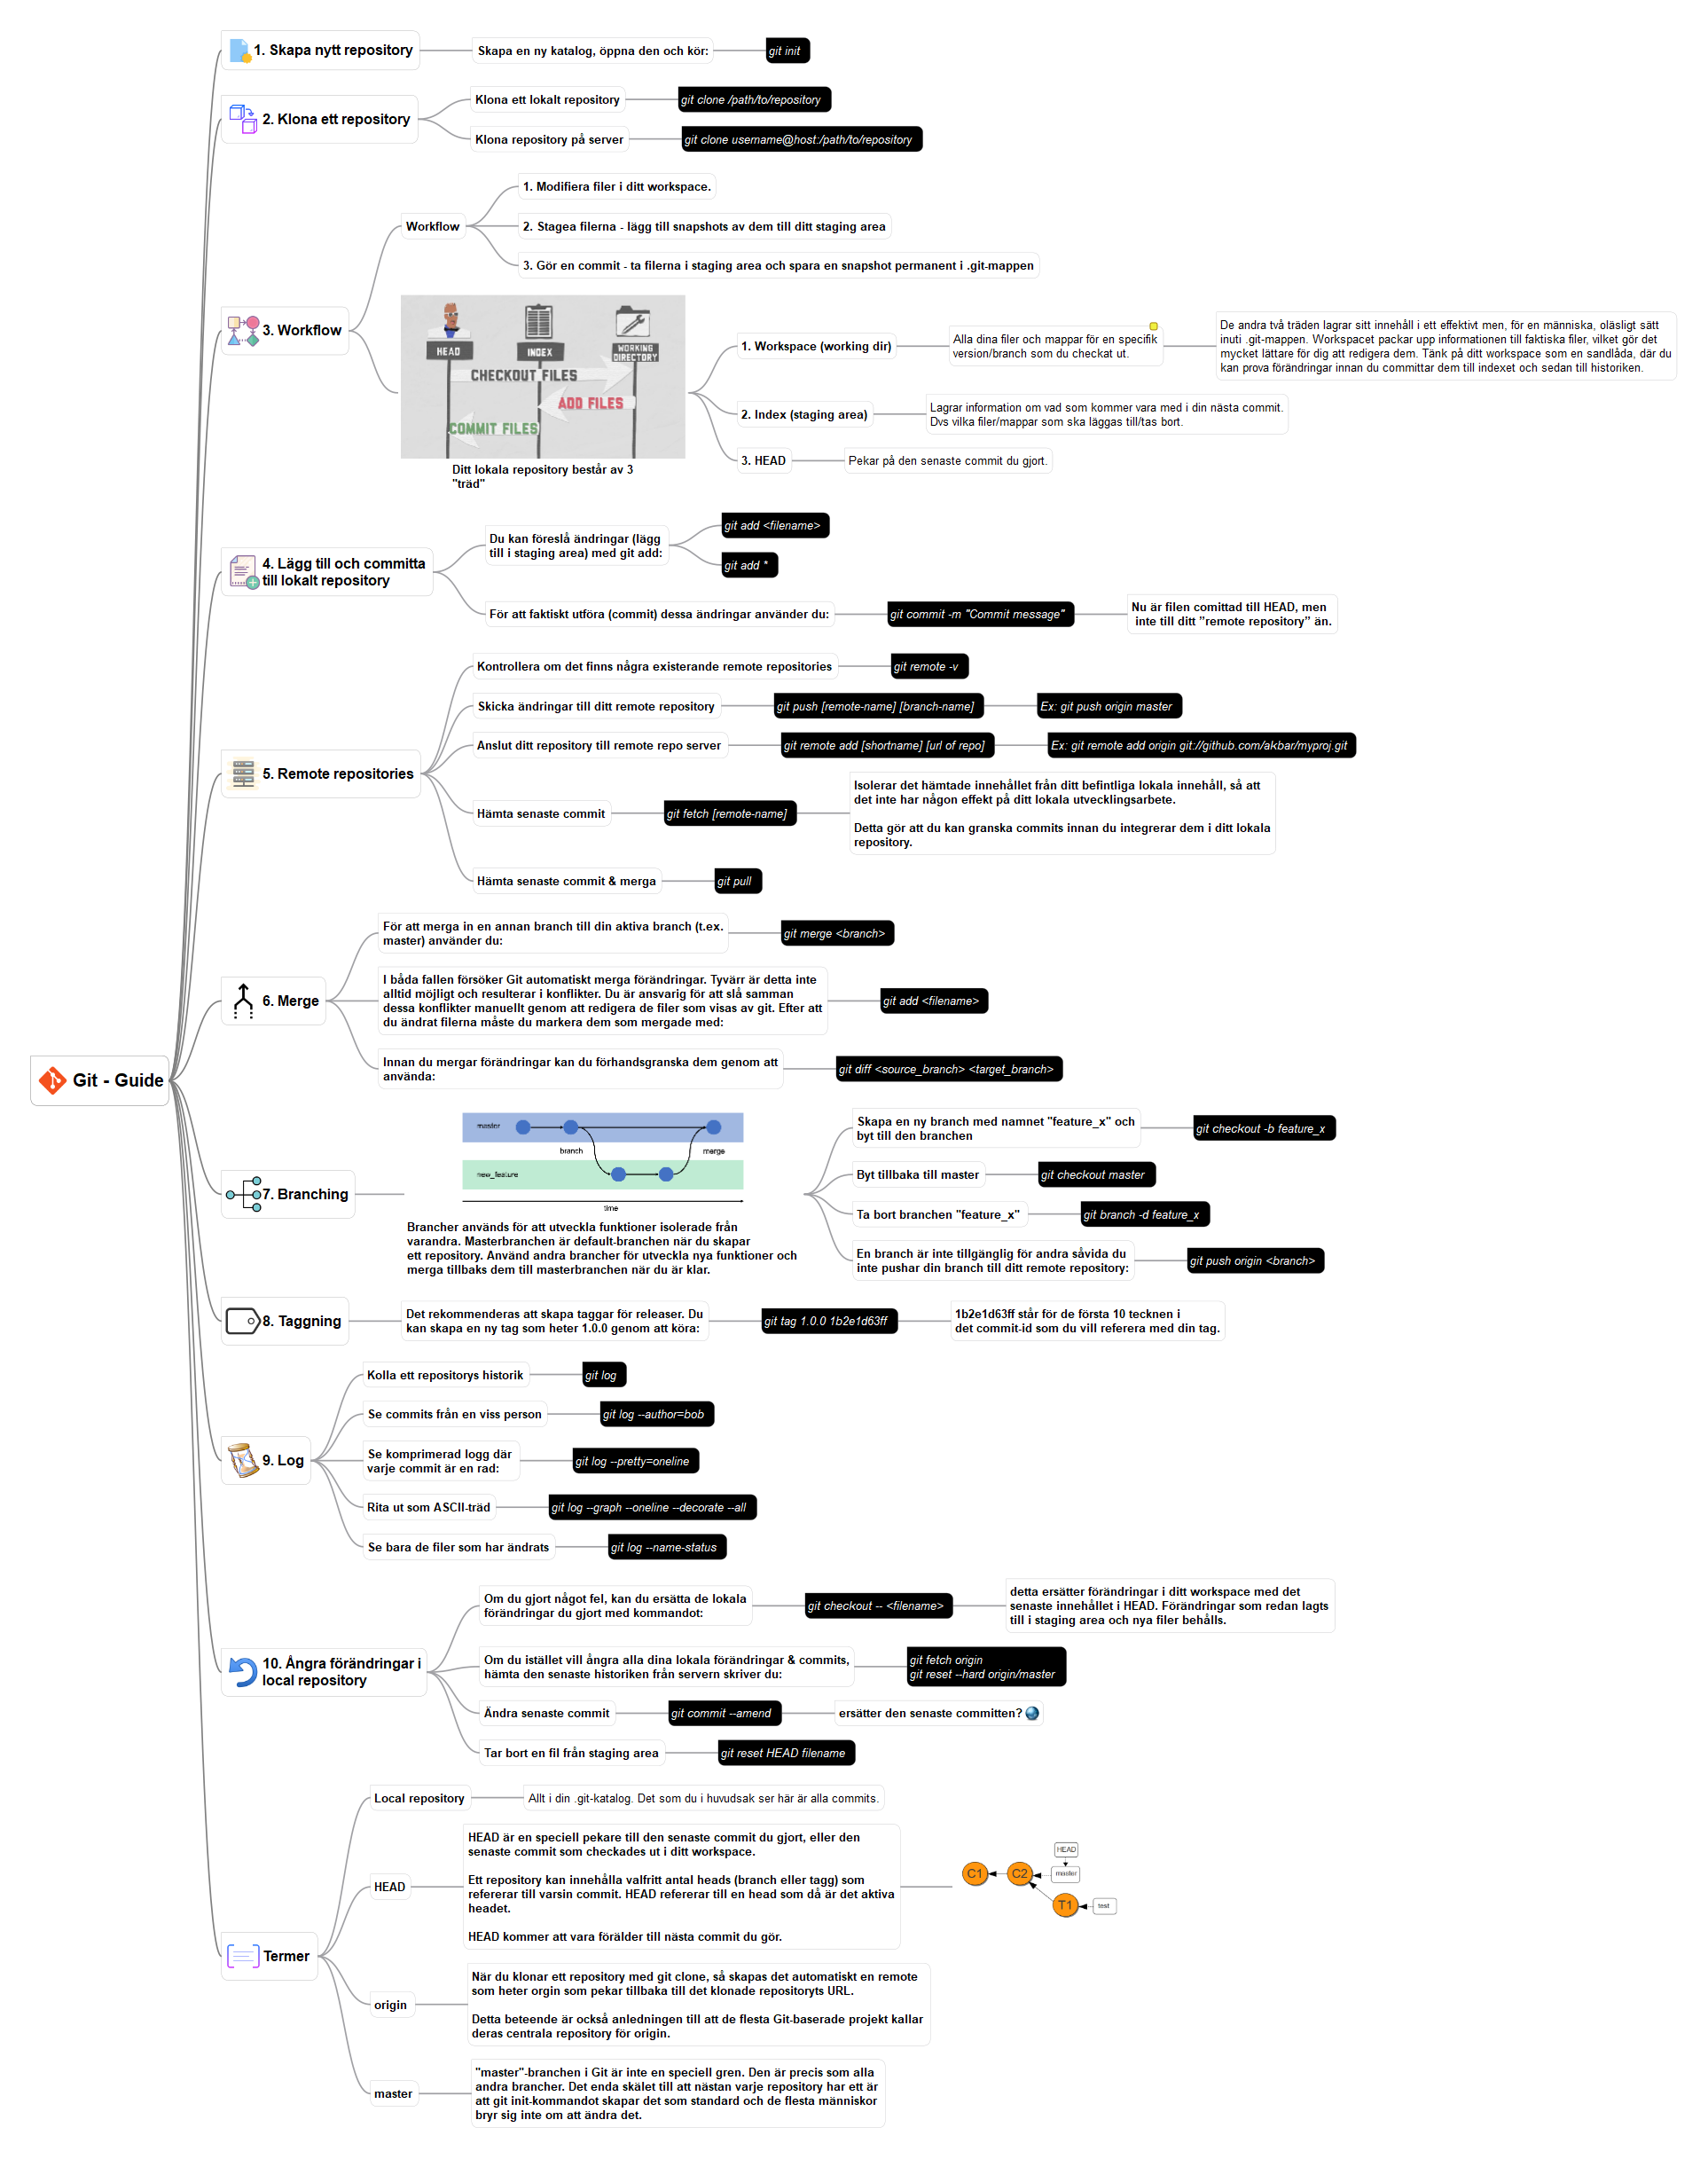 Git - Guide
1. Skapa nytt repository
Skapa en ny katalog, öppna den och kör:
git init
2. Klona ett repository
Klona ett lokalt repository
git clone /path/to/repository
Klona repository på server
git clone username@host:/path/to/repository
3. Workflow
Workflow
1. Modifiera filer i ditt workspace.
2. Stagea filerna - lägg till snapshots av dem till ditt staging area
3. Gör en commit - ta filerna i staging area och spara en snapshot permanent i .git-mappen
HEAD
INDEX
WORKING
DIRECTORY
CHECKOUT FILES
ADD FILES
COMMIT FILES
Ditt lokala repository består av 3
"träd"
1. Workspace (working dir)
Alla dina filer och mappar för en specifik
version/branch som du checkat ut.
De andra två träden lagrar sitt innehåll i ett effektivt men, för en människa, oläsligt sätt
inuti .git-mappen. Workspacet packar upp informationen till faktiska filer, vilket gör det
mycket lättare för dig att redigera dem. Tänk på ditt workspace som en sandlåda, där du
kan prova förändringar innan du committar dem till indexet och sedan till historiken.
2. Index (staging area)
Lagrar information om vad som kommer vara med i din nästa commit.
Dvs vilka filer/mappar som ska läggas till/tas bort.
3. HEAD
Pekar på den senaste commit du gjort.
4. Lägg till och committa
till lokalt repository
Du kan föreslå ändringar (lägg
till i staging area) med git add:
git add <filename>
git add *
För att faktiskt utföra (commit) dessa ändringar använder du:
git commit -m "Commit message"
Nu är filen comittad till HEAD, men
inte till ditt ”remote repository” än.
5. Remote repositories
Kontrollera om det finns några existerande remote repositories
git remote -v
Skicka ändringar till ditt remote repository
git push [remote-name] [branch-name]
Ex: git push origin master
Anslut ditt repository till remote repo server
git remote add [shortname] [url of repo]
Ex: git remote add origin git://github.com/akbar/myproj.git
Hämta senaste commit
git fetch [remote-name]
Isolerar det hämtade innehållet från ditt befintliga lokala innehåll, så att
det inte har någon effekt på ditt lokala utvecklingsarbete.
Detta gör att du kan granska commits innan du integrerar dem i ditt lokala
repository.
Hämta senaste commit & merga
git pull
6. Merge
För att merga in en annan branch till din aktiva branch (t.ex.
master) använder du:
git merge <branch>
I båda fallen försöker Git automatiskt merga förändringar. Tyvärr är detta inte
alltid möjligt och resulterar i konflikter. Du är ansvarig för att slå samman
dessa konflikter manuellt genom att redigera de filer som visas av git. Efter att
du ändrat filerna måste du markera dem som mergade med:
git add <filename>
Innan du mergar förändringar kan du förhandsgranska dem genom att
använda:
git diff <source_branch> <target_branch>
7. Branching
master
branch
merge
new_feature
time
Brancher används för att utveckla funktioner isolerade från
varandra. Masterbranchen är default-branchen när du skapar
ett repository. Använd andra brancher för utveckla nya funktioner och
merga tillbaks dem till masterbranchen när du är klar.
Skapa en ny branch med namnet "feature_x" och
byt till den branchen
git checkout -b feature_x
Byt tillbaka till master
git checkout master
Ta bort branchen "feature_x"
git branch -d feature_x
En branch är inte tillgänglig för andra såvida du
inte pushar din branch till ditt remote repository:
git push origin <branch>
8. Taggning
Det rekommenderas att skapa taggar för releaser. Du
kan skapa en ny tag som heter 1.0.0 genom att köra:
git tag 1.0.0 1b2e1d63ff
1b2e1d63ff står för de första 10 tecknen i
det commit-id som du vill referera med din tag.
9. Log
Kolla ett repositorys historik
git log
Se commits från en viss person
git log --author=bob
Se komprimerad logg där
varje commit är en rad:
git log --pretty=oneline
Rita ut som ASCII-träd
git log --graph --oneline --decorate --all
Se bara de filer som har ändrats
git log --name-status
10. Ångra förändringar i
local repository
Om du gjort något fel, kan du ersätta de lokala
förändringar du gjort med kommandot:
git checkout -- <filename>
detta ersätter förändringar i ditt workspace med det
senaste innehållet i HEAD. Förändringar som redan lagts
till i staging area och nya filer behålls.
Om du istället vill ångra alla dina lokala förändringar & commits,
hämta den senaste historiken från servern skriver du:
git fetch origin
git reset --hard origin/master
Ändra senaste commit
git commit --amend
ersätter den senaste committen?
Tar bort en fil från staging area
git reset HEAD filename
Termer
Local repository
Allt i din .git-katalog. Det som du i huvudsak ser här är alla commits.
HEAD
HEAD är en speciell pekare till den senaste commit du gjort, eller den
senaste commit som checkades ut i ditt workspace.
Ett repository kan innehålla valfritt antal heads (branch eller tagg) som
refererar till varsin commit. HEAD refererar till en head som då är det aktiva
headet.
HEAD kommer att vara förälder till nästa commit du gör.
HEAD
C1
C2
master
T1
test
origin
När du klonar ett repository med git clone, så skapas det automatiskt en remote
som heter orgin som pekar tillbaka till det klonade repositoryts URL.
Detta beteende är också anledningen till att de flesta Git-baserade projekt kallar
deras centrala repository för origin.
master
"master"-branchen i Git är inte en speciell gren. Den är precis som alla
andra brancher. Det enda skälet till att nästan varje repository har ett är
att git init-kommandot skapar det som standard och de flesta människor
bryr sig inte om att ändra det.